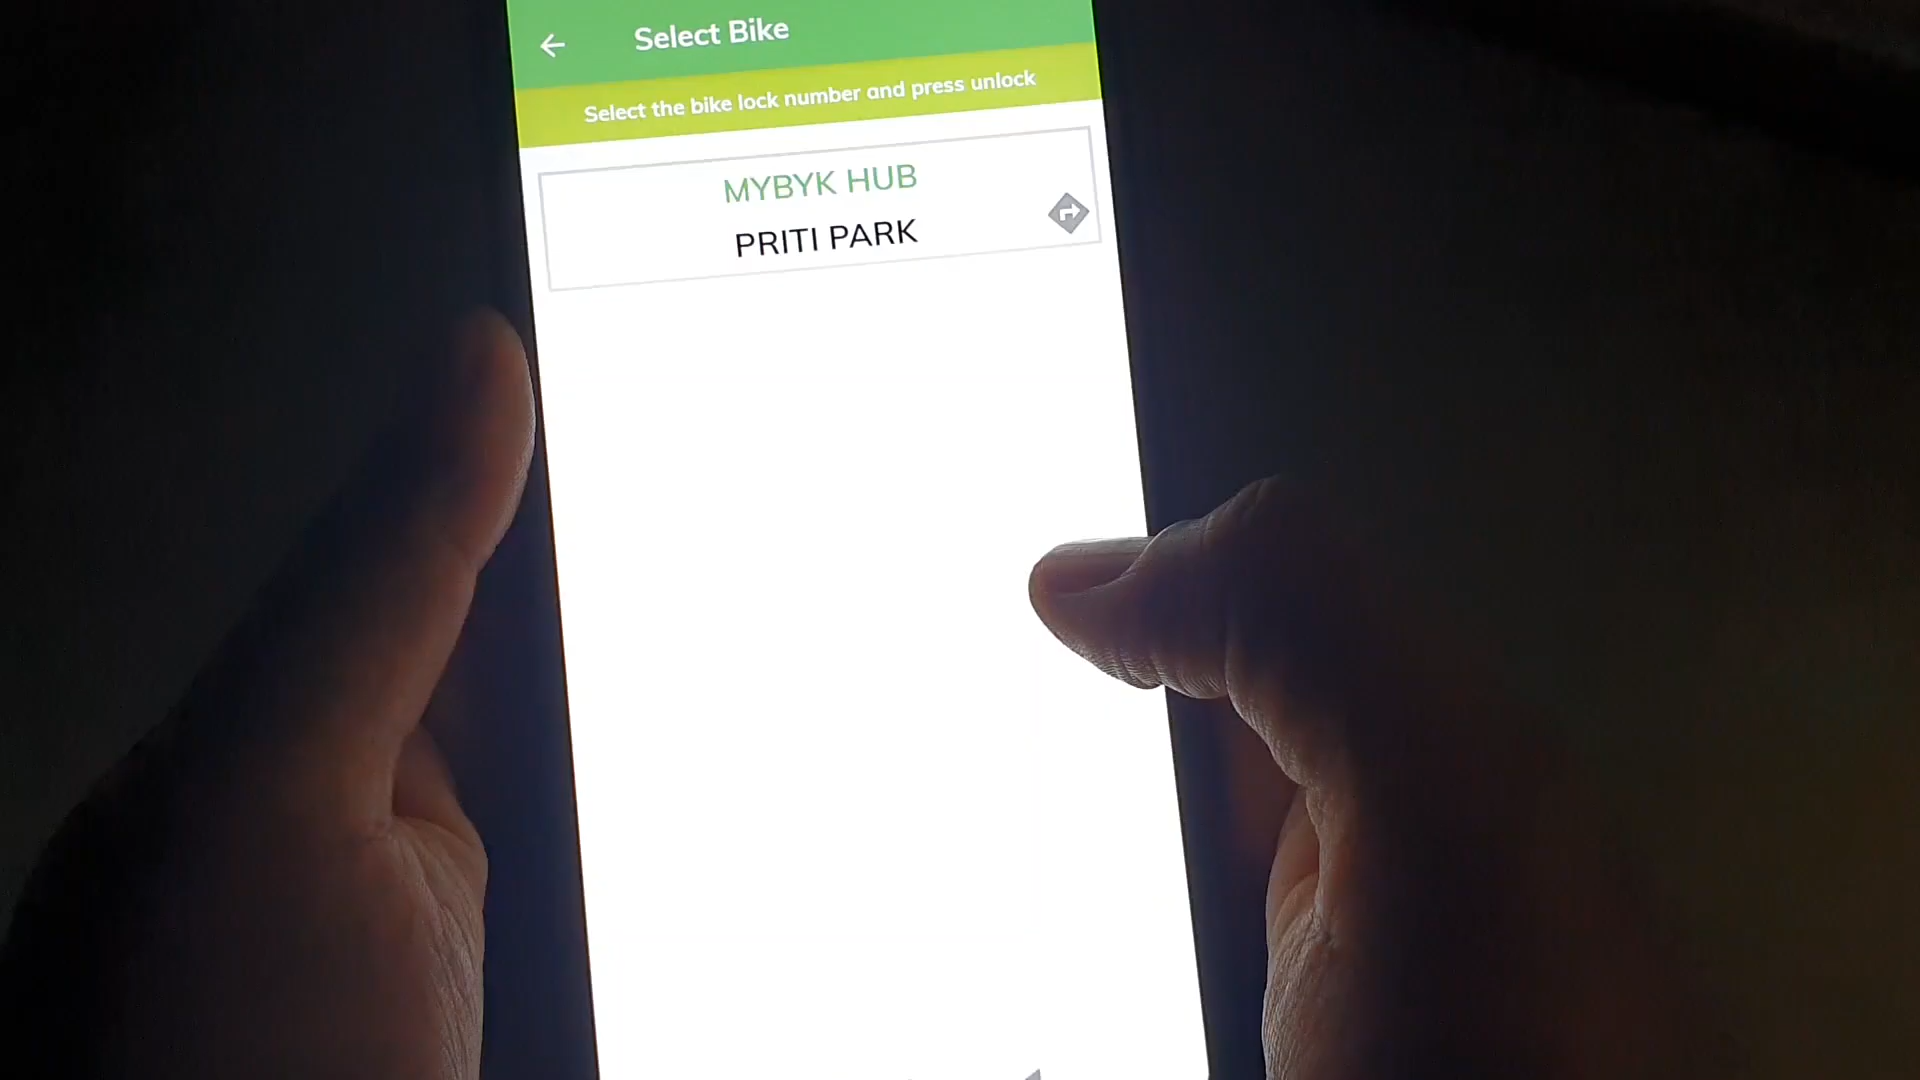 Select Bike
Select the bike lock number and press unlock
MYBYK HUB
PRITI PARK